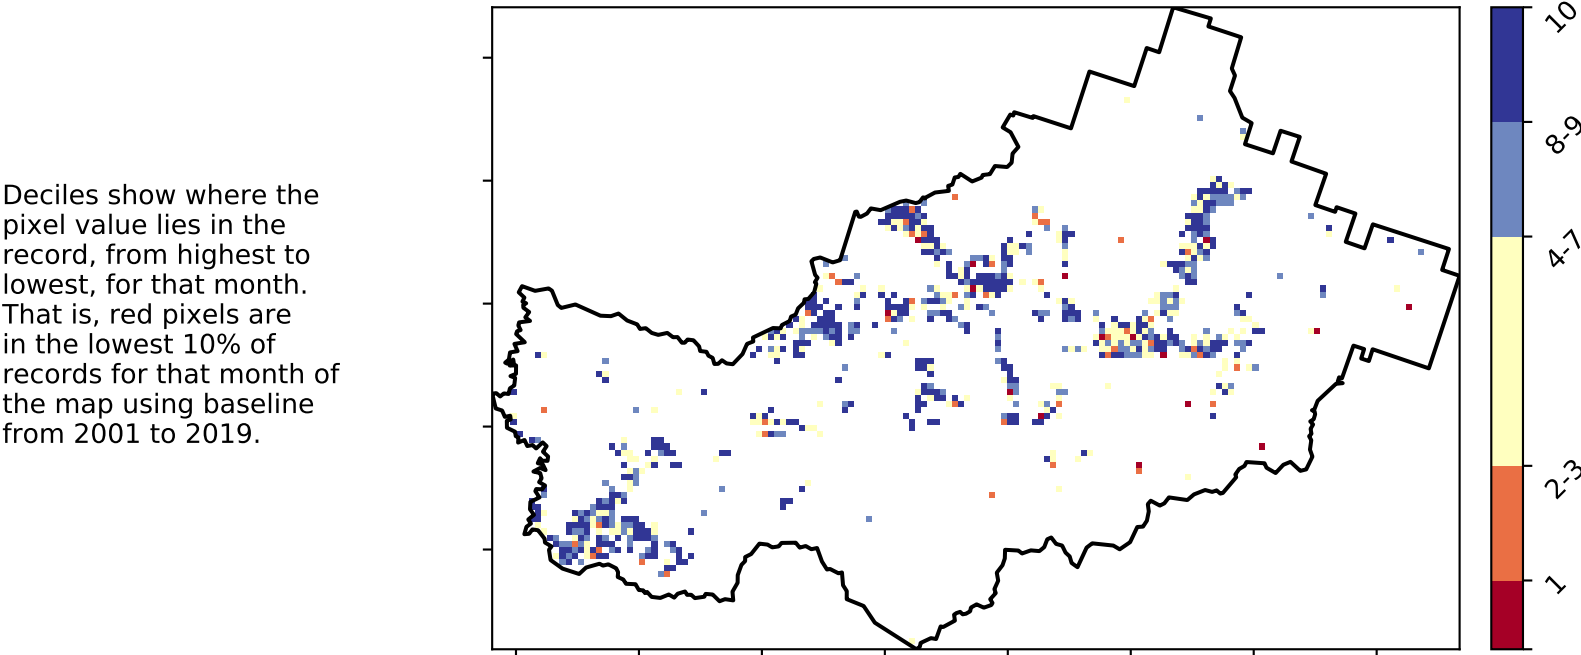 Deciles show where the
pixel value lies in the
record, from highest to
lowest, for that month.
That is, red pixels are
in the lowest 10% of
records for that month of
the map using baseline
from 2001 to 2019.
10
8-9
4-7
2-3
1